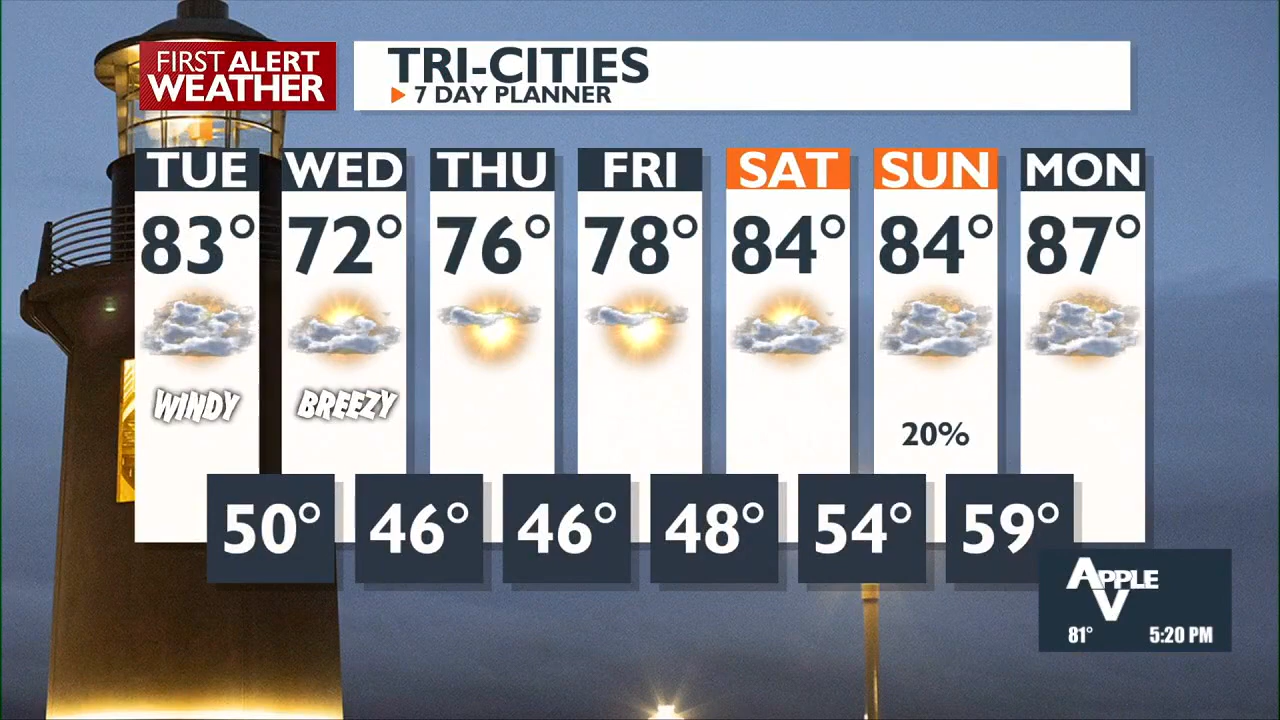 FIRST ALERT
WEATHER
TRI-CITIES
7 DAY PLANNER
TUE WED THU FRI SAT SUN MON
83° 72° 76° 78° 84° 84° 87°
WINDY BREEZY
20%
50° 46° 46° 48° 54° 59°
APPLE
V
81° 5:20 PM